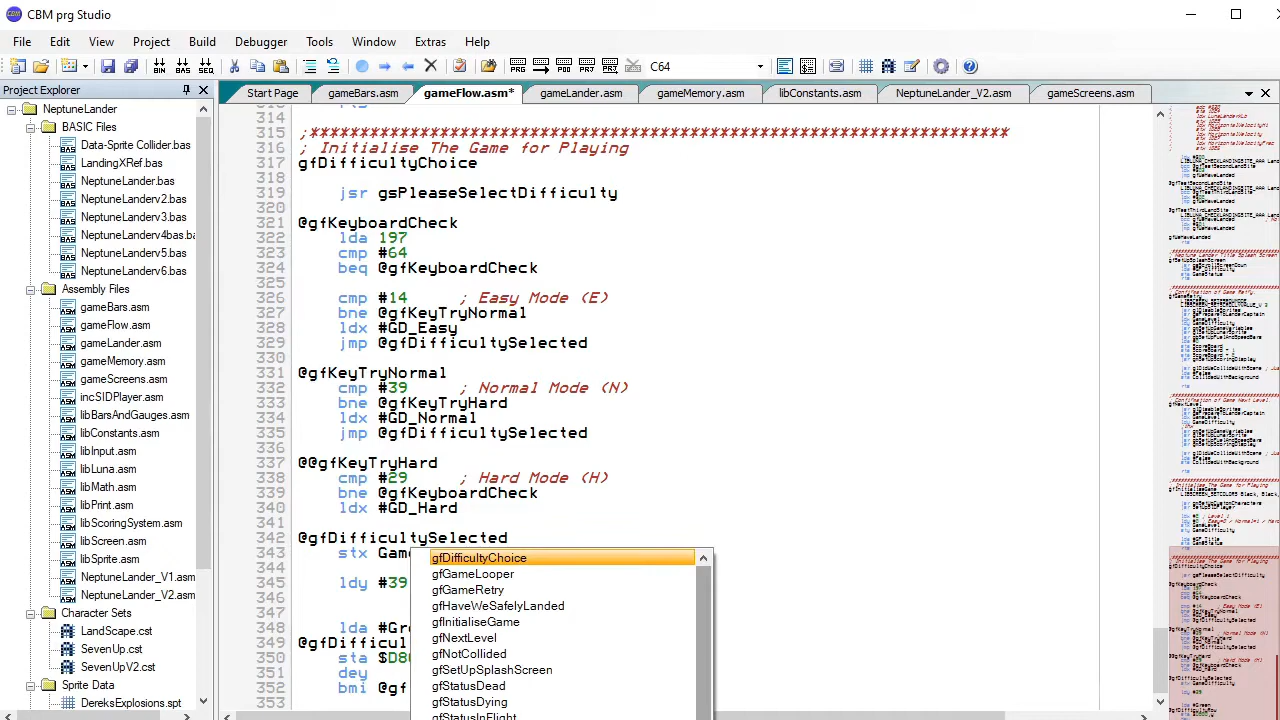 CBM prg Studio
File Edit View Project Build Debugger Tools Window Extras Help
C64
Project Explorer
Start Page gameBars.asm gameFlow.asm* gameLander.asm gameMemory.asm libConstants.asm NeptuneLander_V2.asm gameScreens.asm
NeptuneLander
BASIC Files
Data-Sprite Collider.bas
LandingXRef.bas
NeptuneLander.bas
NeptuneLanderv2.bas
NeptuneLanderv3.bas
NeptuneLanderv4bas.ba
NeptuneLanderv5.bas
NeptuneLanderv6.bas
Assembly Files
gameBars.asm
gameFlow.asm
gameLander.asm
gameMemory.asm
gameScreens.asm
incSIDPlayer.asm
libBarsAndGauges.asm
libConstants.asm
libInput.asm
libLuna.asm
libMath.asm
libPrint.asm
libScoringSystem.asm
libScreen.asm
libSprite.asm
NeptuneLander_V1.asm
NeptuneLander_V2.asm
Character Sets
LandScape.cst
SevenUp.cst
SevenUpV2.cst
Sprite Data
DereksExplosions.spt
314
315 ;**********************************************************************
316 ; Initialise The Game for Playing
317 gfDifficultyChoice
318
319 jsr gsPleaseSelectDifficulty
320
321 @gfKeyboardCheck
322 lda 197
323 cmp #64
324 beq @gfKeyboardCheck
325
326 cmp #14 ; Easy Mode (E)
327 bne @gfKeyTryNormal
328 ldx #GD_Easy
329 jmp @gfDifficultySelected
330
331 @gfKeyTryNormal
332 cmp #39 ; Normal Mode (N)
333 bne @gfKeyTryHard
334 ldx #GD_Normal
335 jmp @gfDifficultySelected
336
337 @@gfKeyTryHard
338 cmp #29 ; Hard Mode (H)
339 bne @gfKeyboardCheck
340 ldx #GD_Hard
341
342 @gfDifficultySelected
343 stx Gam
344
345 ldy #39
346
347
348 lda #Gre
349 @gfDifficul
350 sta $D8
351 dey
352 bmi @gf
353
gfDifficultyChoice
gfGameLooper
gfGameRetry
gfHaveWeSafelyLanded
gfInitialiseGame
gfNextLevel
gfNotCollided
gfSetUpSplashScreen
gfStatusDead
gfStatusDying
gfStatusInFlight